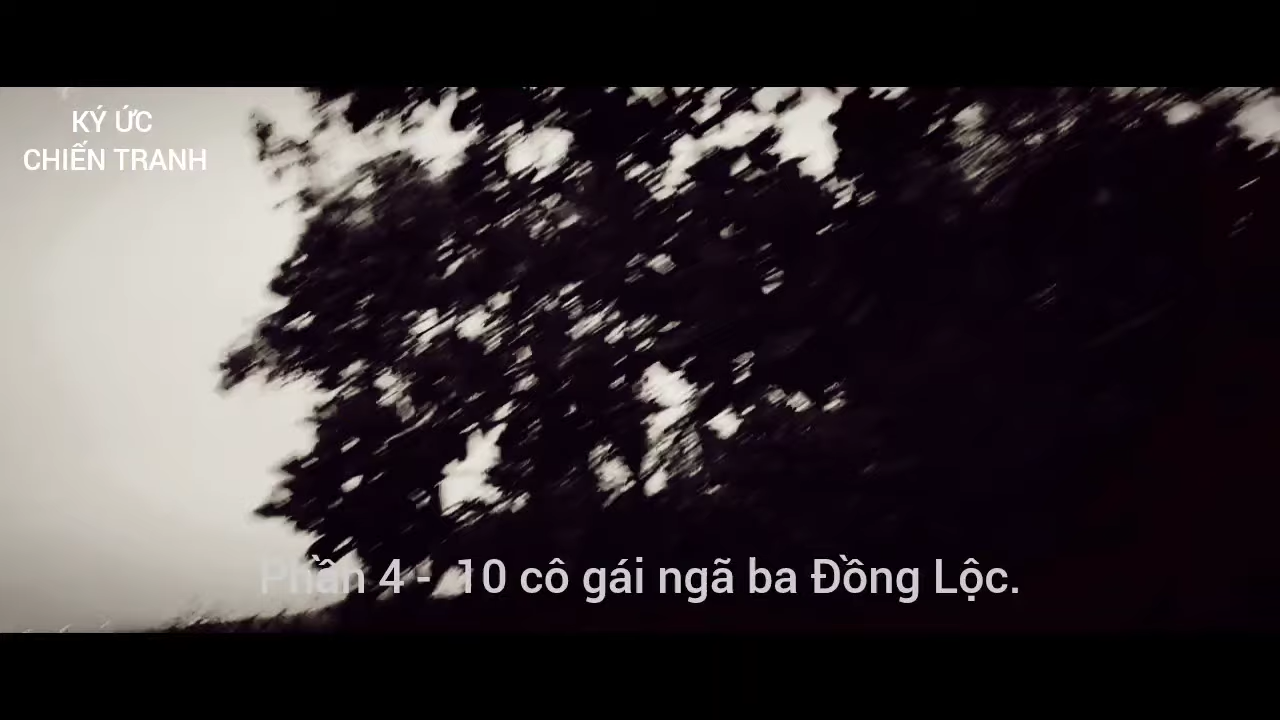 KÝ ỨC
CHIẾN TRANH
Phần 4 - 10 cô gái ngã ba Đồng Lộc.